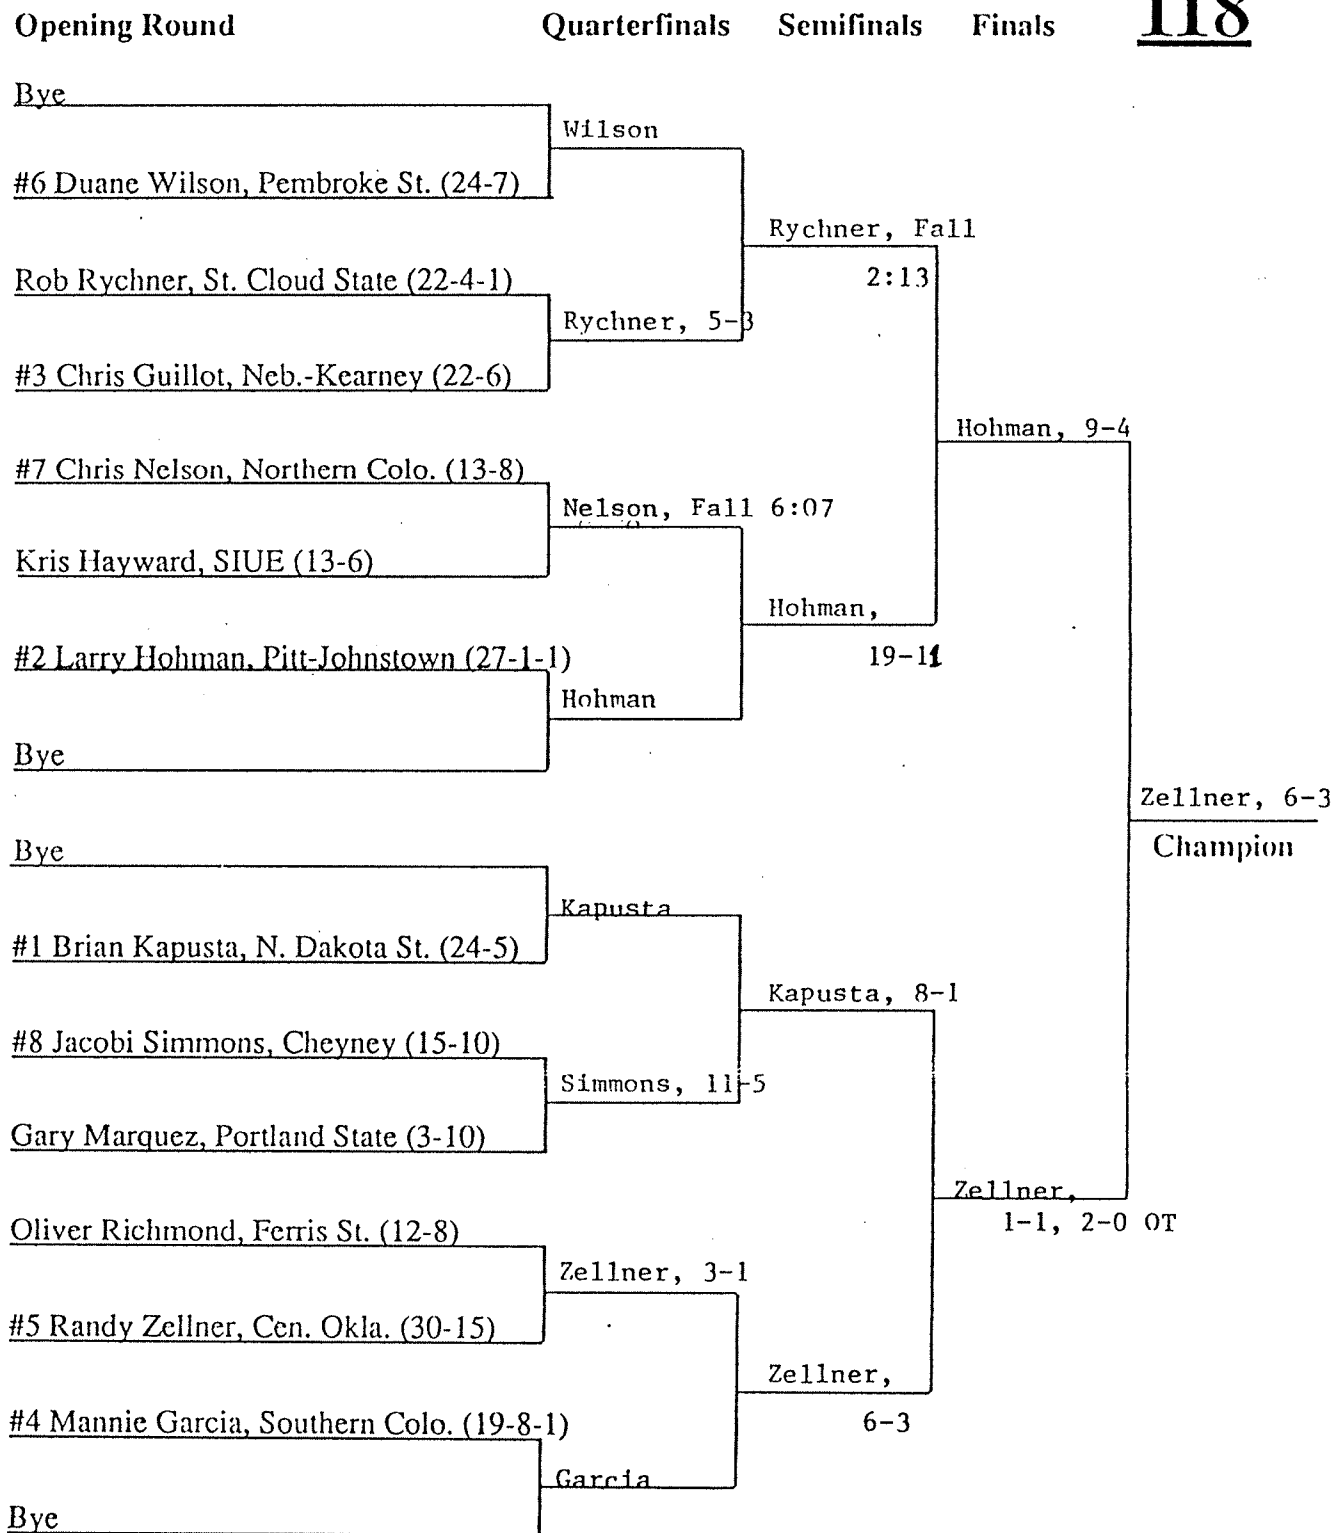 Opening Round Quarterfinals Semifinals Finals 118
Bye
Wilson
#6 Duane Wilson, Pembroke St. (24-7)
Rychner, Fall
Rob Rychner, St. Cloud State (22-4-1)
2:13
Rychner, 5-3
#3 Chris Guillot, Neb.-Kearney (22-6)
Hohman, 9-4
#7 Chris Nelson, Northern Colo. (13-8)
Nelson, Fall 6:07
Kris Hayward, SIUE (13-6)
Hohman,
#2 Larry Hohman, Pitt-Johnstown (27-1-1)
19-11
Hohman
Bye
Zellner, 6-3
Champion
Bye
Kapusta
#1 Brian Kapusta, N. Dakota St. (24-5)
Kapusta, 8-1
#8 Jacobi Simmons, Cheyney (15-10)
Simmons, 11-5
Gary Marquez, Portland State (3-10)
Zellner,
1-1, 2-0 OT
Oliver Richmond, Ferris St. (12-8)
Zellner, 3-1
#5 Randy Zellner, Cen. Okla. (30-15)
Zellner,
#4 Mannie Garcia, Southern Colo. (19-8-1)
6-3
Garcia
Bye